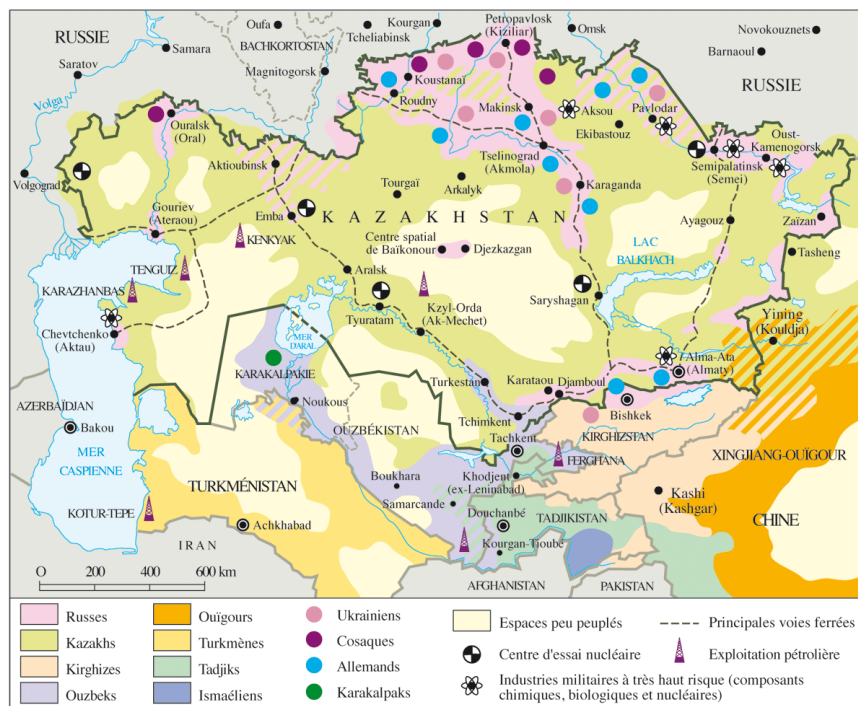 RUSSIE
Samara
Saratov
Volga
Volgograd
Oufa
BACHKORTOSTAN
Magnitogorsk
Tcheliabinsk
Kourgan
Petropavlosk
(Kiziliar)
Omsk
Novokouznets
Barnaoul
RUSSIE
Koustanaï
Roudny
Makinsk
Aksou
Pavlodar
Ekibastouz
Ouralsk
(Oral)
Aktioubinsk
Tselinograd
(Akmola)
Semipalatinsk
(Semei)
Oust-
Kamenogorsk
Tourgaï
Arkalyk
Karaganda
Gouriev
(Ateraou)
Emba
KAZAKHSTAN
Ayagouz
Zaïzan
KENKYAK
Centre spatial
de Baïkonour
Djezkazgan
LAC
BALKHACH
Tasheng
TENGUIZ
KARAZHANBAS
Aralsk
Saryshagan
Chevtchenko
(Aktau)
Tyuratam
Kzyl-Orda
(Ak-Mechet)
Yining
(Kouldja)
MER
D'ARAL
Alma-Ata
(Almaty)
KARAKALPAKIE
Turkestan
Karataou
Djamboul
Noukous
Bishkek
AZERBAÏDJAN
Bakou
OUZBÉKISTAN
Tchimkent
Tachkent
KIRGHIZSTAN
XINGJIANG-OUÏGOUR
MER
CASPIENNE
TURKMÉNISTAN
Boukhara
Khodjent
(ex-Leninabad)
FERGHANA
Kashi
(Kashgar)
Samarcande
KOTUR-TEPE
Achkhabad
Douchanbé
TADJIKISTAN
CHINE
IRAN
Kourgan-Tioubé
AFGHANISTAN
PAKISTAN
0 200 400 600 km
Russes
Kazakhs
Kirghizes
Ouzbeks
Ouïgours
Turkmènes
Tadjiks
Ismaéliens
Ukrainiens
Cosaques
Allemands
Karakalpaks
Espaces peu peuplés
Principales voies ferrées
Centre d'essai nucléaire
Exploitation pétrolière
Industries militaires à très haut risque (composants
chimiques, biologiques et nucléaires)